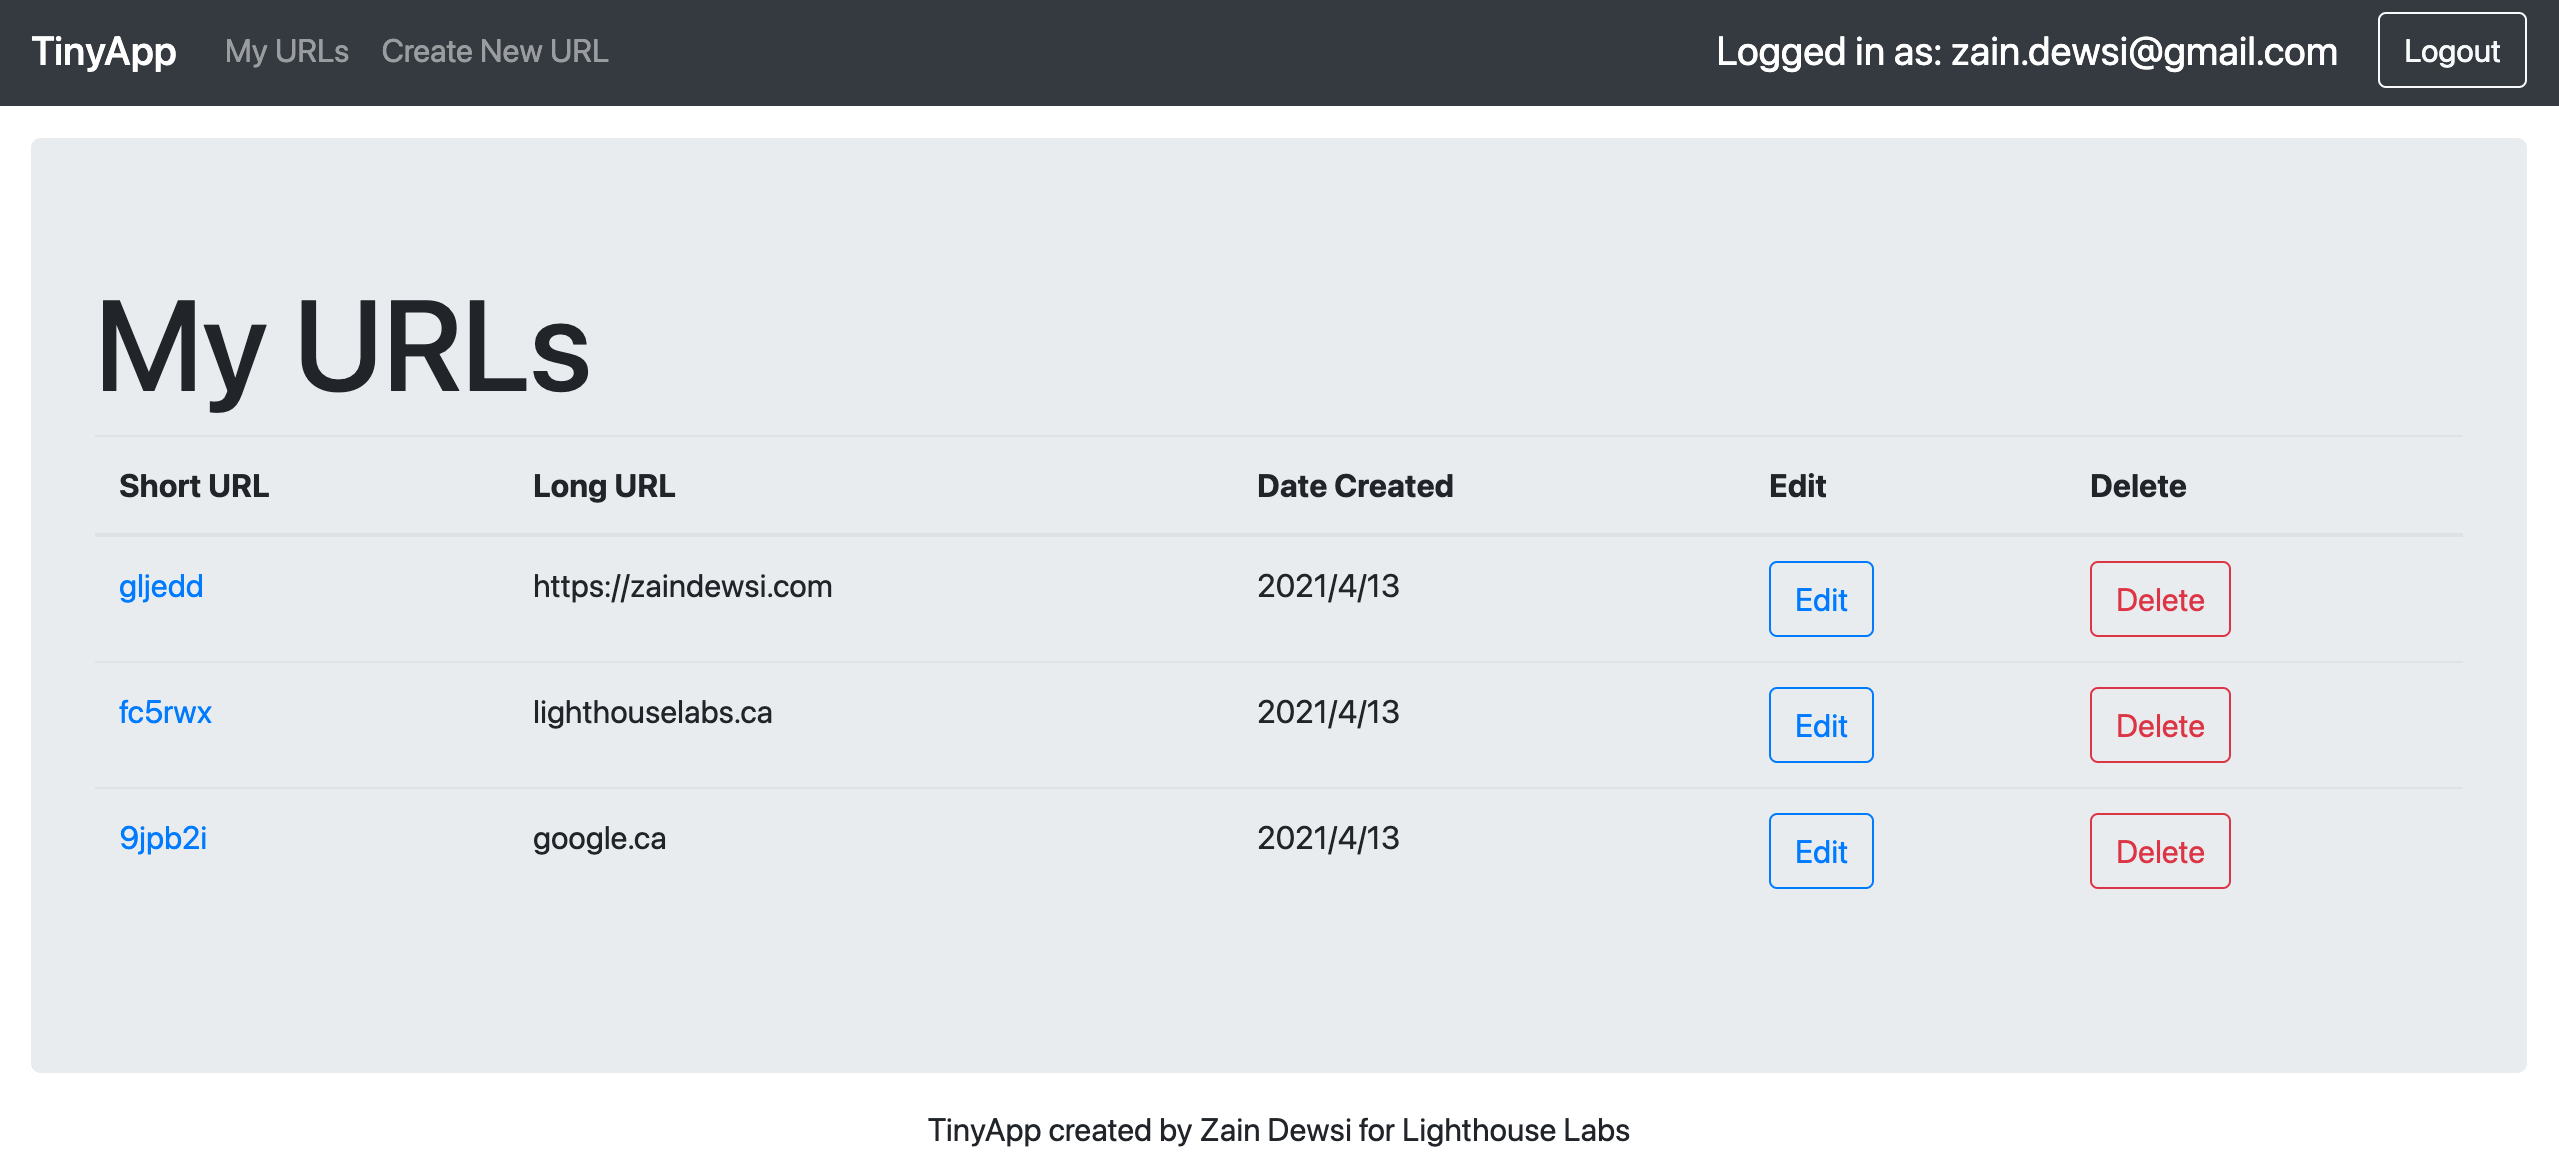 TinyApp My URLs Create New URL Logged in as: zain.dewsi@gmail.com Logout
My URLs
Short URL Long URL Date Created Edit Delete
gljedd https://zaindewsi.com 2021/4/13 Edit Delete
fc5rwx lighthouselabs.ca 2021/4/13 Edit Delete
9jpb2i google.ca 2021/4/13 Edit Delete
TinyApp created by Zain Dewsi for Lighthouse Labs